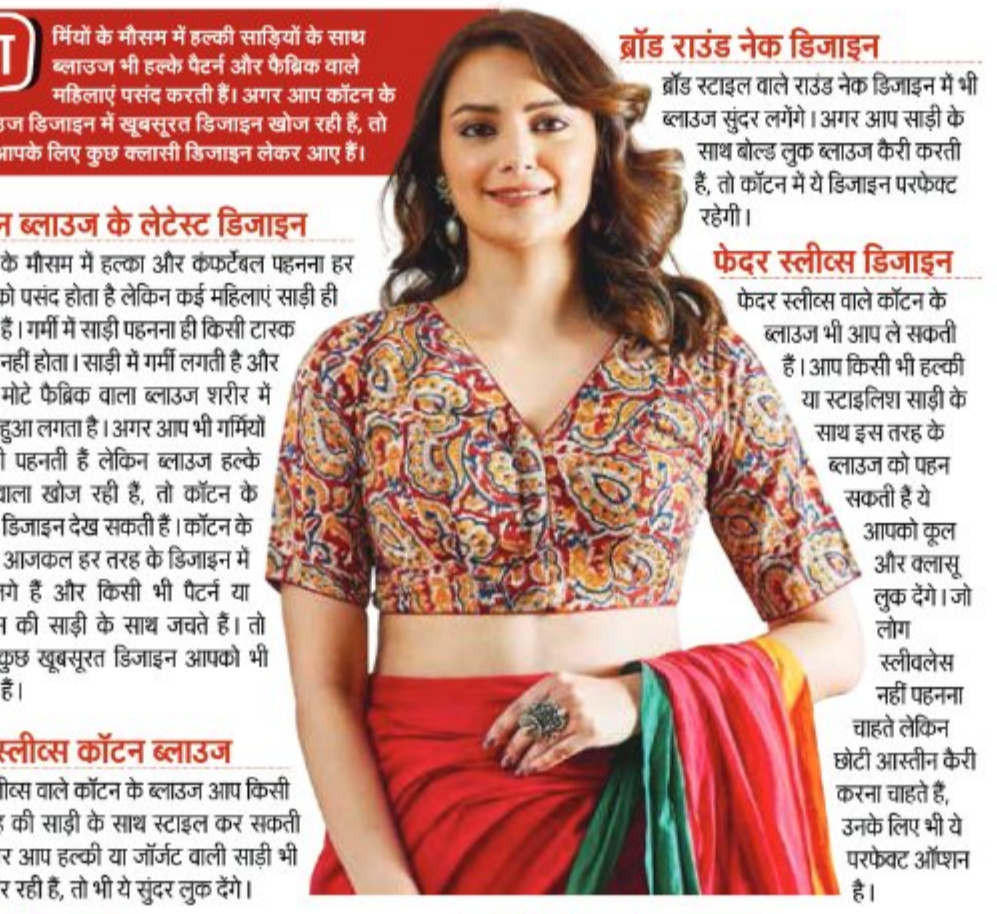 र्मियों के मौसम में हल्की साड़ियों के साथ
ब्लाउज भी हल्के पैटर्न और फैब्रिक वाले
महिलाएं पसंद करती हैं। अगर आप कॉटन के
डिजाइन में खूबसूरत डिजाइन खोज रही हैं, तो
आपके लिए कुछ क्लासी डिजाइन लेकर आए हैं।
ब्लाउज के लेटेस्ट डिजाइन
के मौसम में हल्का और कंफर्टेबल पहनना हर
को पसंद होता है लेकिन कई महिलाएं साड़ी ही
हैं। गर्मी में साड़ी पहनना ही किसी टास्क
नहीं होता। साड़ी में गर्मी लगती है और
मोटे फैब्रिक वाला ब्लाउज शरीर में
हुआ लगता है। अगर आप भी गर्मियों
पहनती हैं लेकिन ब्लाउज हल्के
वाला खोज रही हैं, तो कॉटन के
डिजाइन देख सकती हैं। कॉटन के
आजकल हर तरह के डिजाइन में
लगे हैं और किसी भी पैटर्न या
की साड़ी के साथ जचते हैं। तो
कुछ खूबसूरत डिजाइन आपको भी
हैं।
स्लीव्स कॉटन ब्लाउज
वाले कॉटन के ब्लाउज आप किसी
की साड़ी के साथ स्टाइल कर सकती
आप हल्की या जॉर्जट वाली साड़ी भी
रही हैं, तो भी ये सुंदर लुक देंगे।
ब्रॉड राउंड नेक डिजाइन
ब्रॉड स्टाइल वाले राउंड नेक डिजाइन में भी
ब्लाउज सुंदर लगेंगे। अगर आप साड़ी के
साथ बोल्ड लुक ब्लाउज कैरी करती
हैं, तो कॉटन में ये डिजाइन परफेक्ट
रहेगी।
फेदर स्लीव्स डिजाइन
फेदर स्लीव्स वाले कॉटन के
ब्लाउज भी आप ले सकती
हैं। आप किसी भी हल्की
या स्टाइलिश साड़ी के
साथ इस तरह के
ब्लाउज को पहन
सकती हैं ये
आपको कूल
और क्लासू
लुक देंगे। जो
लोग
स्लीवलेस
नहीं पहनना
चाहते लेकिन
छोटी आस्तीन कैरी
करना चाहते हैं,
उनके लिए भी ये
परफेक्ट ऑप्शन
है।